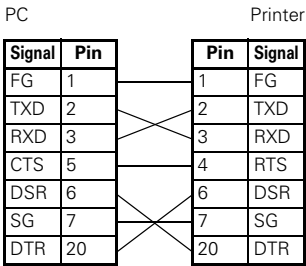 PC Printer
Signal Pin Pin Signal
FG 1 1 FG
TXD 2 2 TXD
RXD 3 3 RXD
CTS 5 4 RTS
DSR 6 6 DSR
SG 7 7 SG
DTR 20 20 DTR